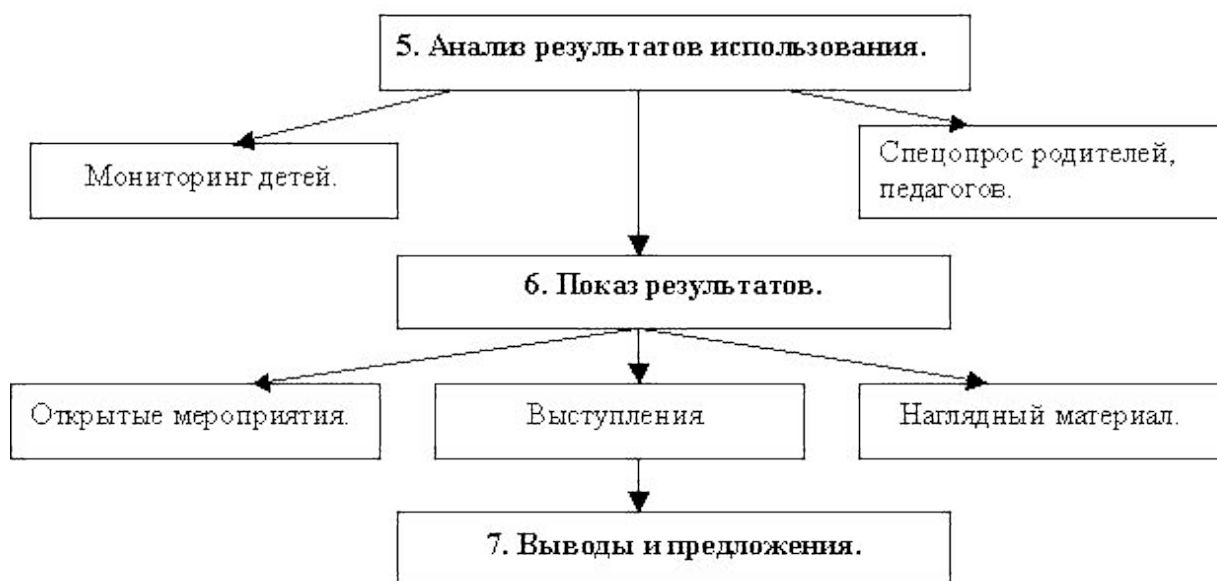 5. Анализ результатов использования.
Мониторинг детей.
Спецопрос родителей,
педагогов.
6. Показ результатов.
Открытые мероприятия.
Выступления
Наглядный материал.
7. Выводы и предложения.